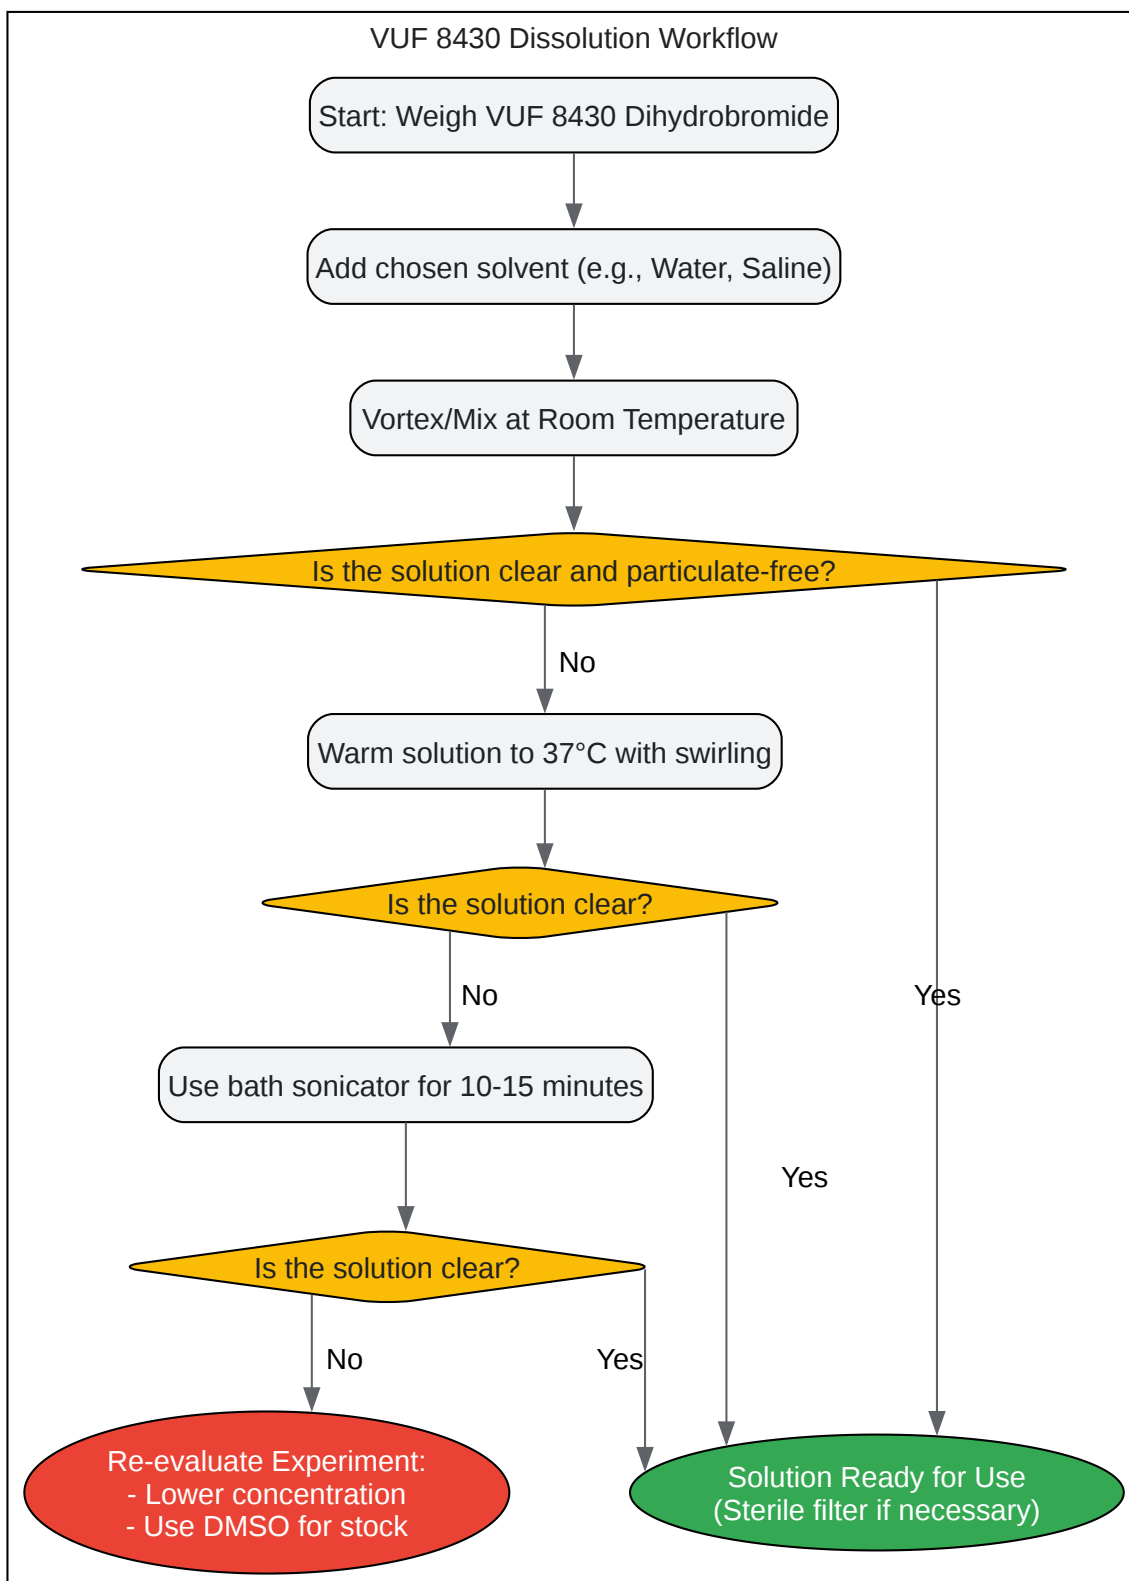 VUF 8430 Dissolution Workflow
Start: Weigh VUF 8430 Dihydrobromide
Add chosen solvent (e.g., Water, Saline)
Vortex/Mix at Room Temperature
Is the solution clear and particulate-free?
No
Warm solution to 37°C with swirling
Is the solution clear?
No
Yes
Use bath sonicator for 10-15 minutes
Yes
Is the solution clear?
No
Yes
Re-evaluate Experiment:
- Lower concentration
- Use DMSO for stock
Solution Ready for Use
(Sterile filter if necessary)